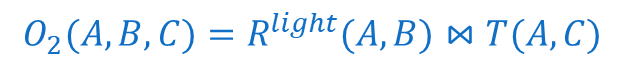 O₂(A, B, C) = R^light(A, B) ⋈ T(A, C)